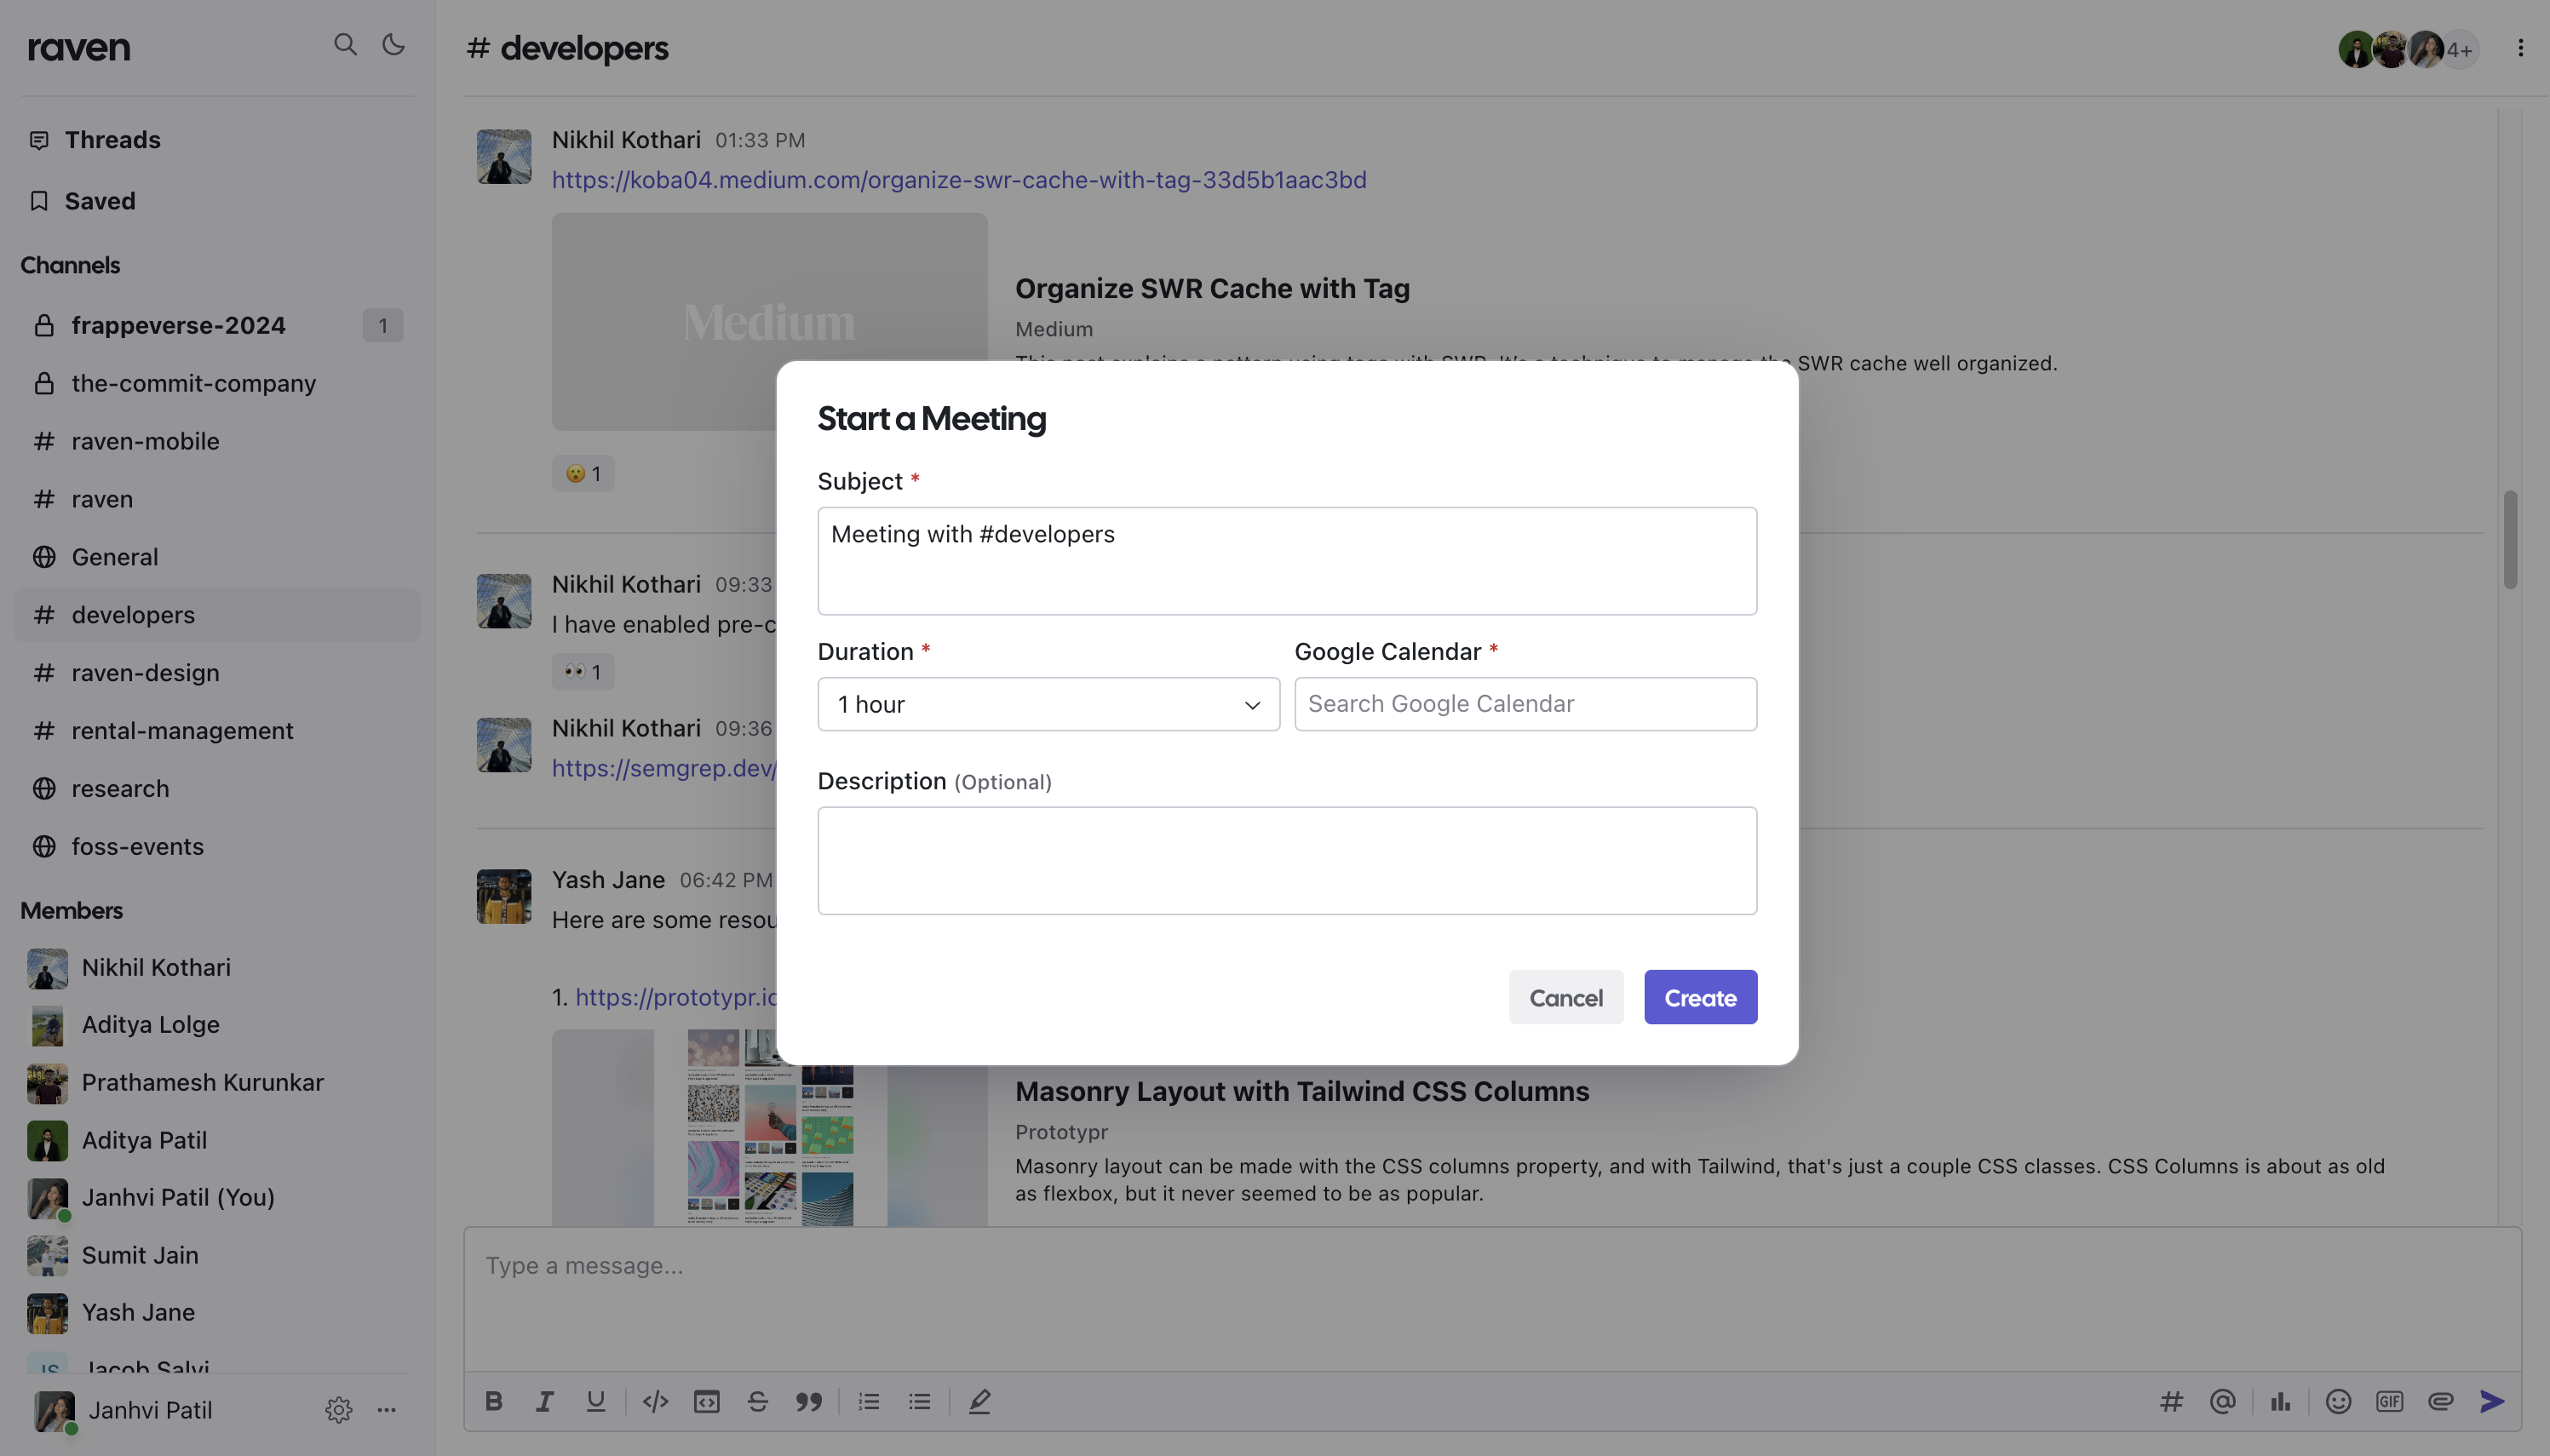 raven
Threads
Saved
Channels
frappeverse-2024 1
the-commit-company
# raven-mobile
# raven
General
# developers
# raven-design
# rental-management
research
foss-events
Members
Nikhil Kothari
Aditya Lolge
Prathamesh Kurunkar
Aditya Patil
Janhvi Patil (You)
Sumit Jain
Yash Jane
JS Jacob Salvi
Janhvi Patil
# developers
4+
Nikhil Kothari 01:33 PM
https://koba04.medium.com/organize-swr-cache-with-tag-33d5b1aac3bd
Medium
Organize SWR Cache with Tag
Medium
This post explains a pattern using tags with SWR. It's a technique to manage the SWR cache well organized.
😮 1
Nikhil Kothari 09:33
I have enabled pre-c
👀 1
Nikhil Kothari 09:36
https://semgrep.dev/
Yash Jane 06:42 PM
Here are some resou
1. https://prototypr.io
Masonry Layout with Tailwind CSS Columns
Prototypr
Masonry layout can be made with the CSS columns property, and with Tailwind, that's just a couple CSS classes. CSS Columns is about as old
as flexbox, but it never seemed to be as popular.
Start a Meeting
Subject *
Meeting with #developers
Duration *
Google Calendar *
1 hour
Search Google Calendar
Description (Optional)
Cancel
Create
Type a message...
GIF